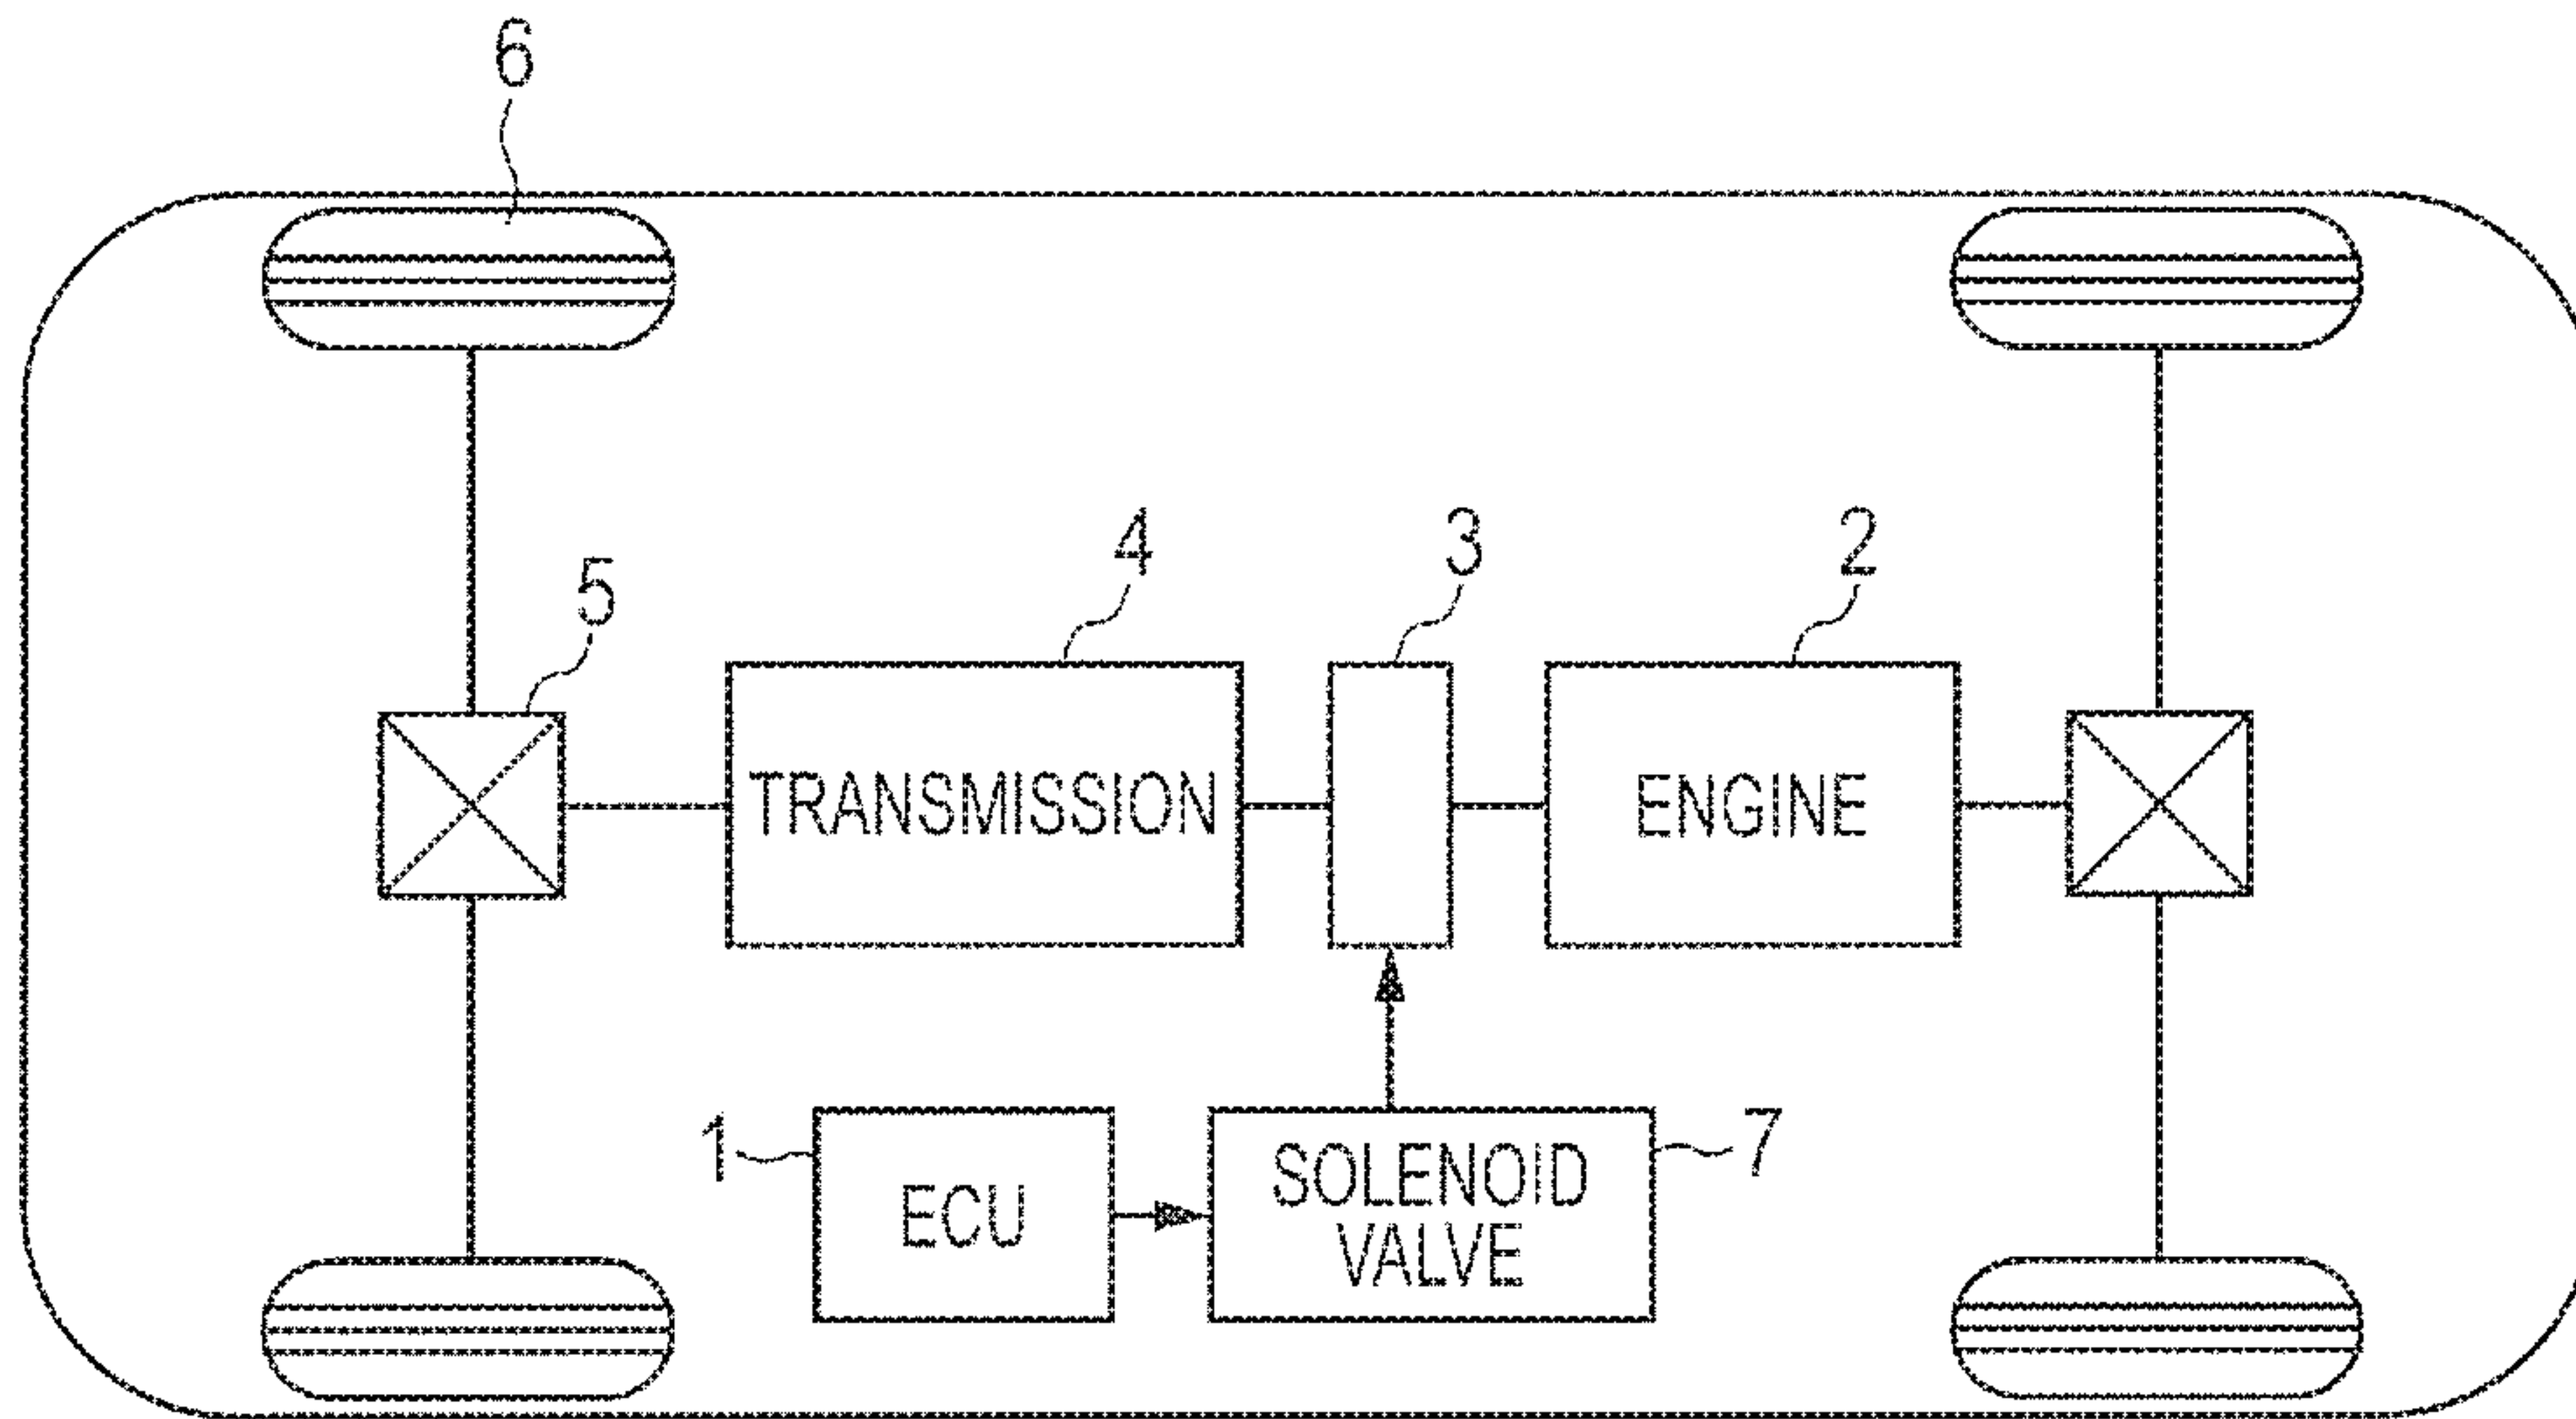 6
4
3
2
5
TRANSMISSION
ENGINE
1
ECU
SOLENOID
VALVE
7